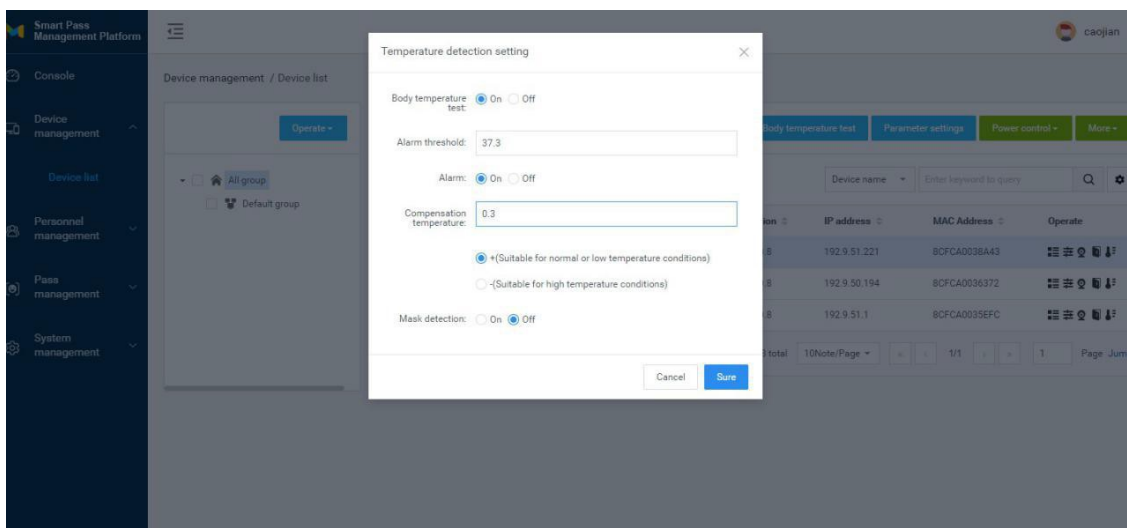 Smart Pass
Management Platform
caojian
Console
Device
management
Device list
Personnel
management
Pass
management
System
management
Device management / Device list
Operate
All group
Default group
Temperature detection setting
Body temperature
test:
On
Off
Alarm threshold:
37.3
Alarm:
On
Off
Compensation
temperature:
0.3
+(Suitable for normal or low temperature conditions)
-(Suitable for high temperature conditions)
Mask detection:
On
Off
Cancel
Sure
Body temperature test
Parameter settings
Power control
More
Device name
Enter keyword to query
IP address
MAC Address
Operate
192.9.51.221
192.9.50.194
8CFCA0036372
192.9.51.1
8CFCA0035EFC
total
10Note/Page
1/1
1
Page